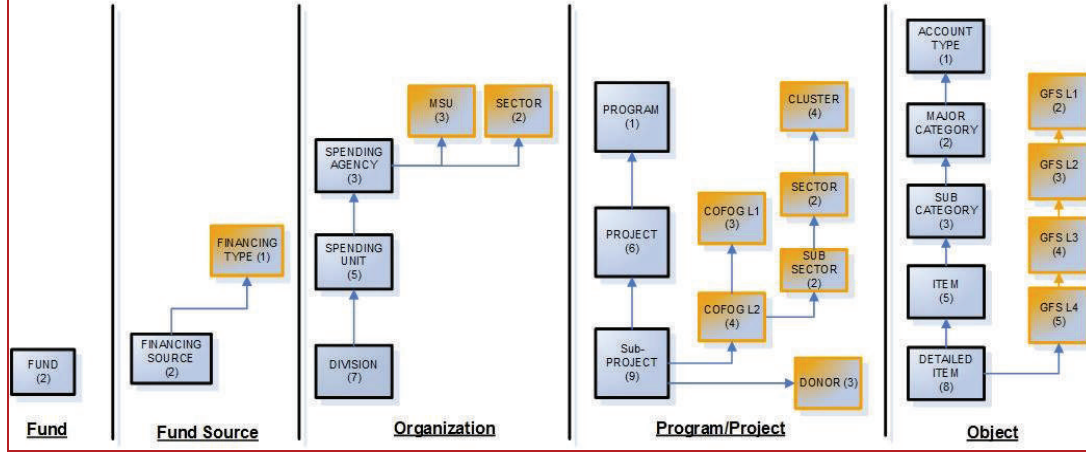 FUND
(2)
Fund
FINANCING
TYPE (1)
FINANCING
SOURCE
(2)
Fund Source
MSU
(3)
SECTOR
(2)
SPENDING
AGENCY
(3)
SPENDING
UNIT
(5)
DIVISION
(7)
Organization
PROGRAM
(1)
PROJECT
(6)
Sub-
PROJECT
(9)
COFOG L1
(3)
COFOG L2
(4)
CLUSTER
(4)
SECTOR
(2)
SUB
SECTOR
(2)
DONOR (3)
Program/Project
ACCOUNT
TYPE
(1)
MAJOR
CATEGORY
(2)
SUB
CATEGORY
(3)
ITEM
(5)
DETAILED
ITEM
(8)
GFS L1
(2)
GFS L2
(3)
GFS L3
(4)
GFS L4
(5)
Object